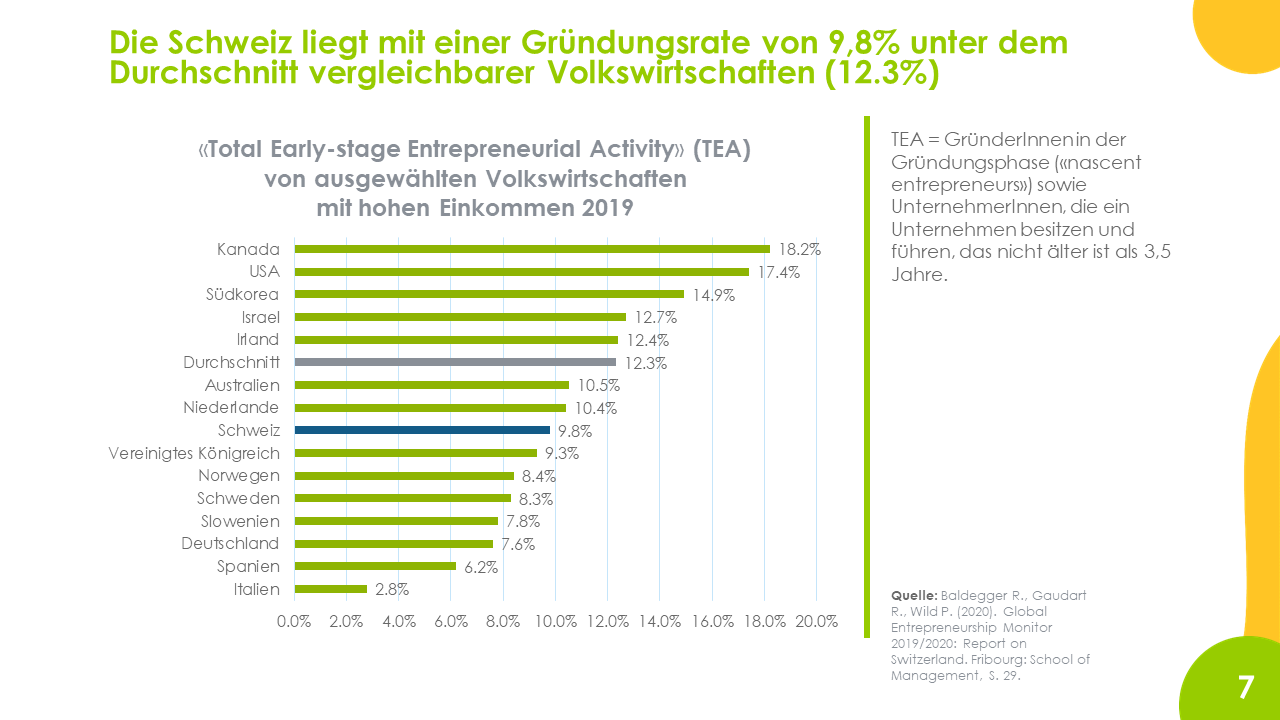 Die Schweiz liegt mit einer Gründungsrate von 9,8% unter dem
Durchschnitt vergleichbarer Volkswirtschaften (12.3%)
«Total Early-stage Entrepreneurial Activity» (TEA)
von ausgewählten Volkswirtschaften
mit hohen Einkommen 2019
Kanada 18.2%
USA 17.4%
Südkorea 14.9%
Israel 12.7%
Irland 12.4%
Durchschnitt 12.3%
Australien 10.5%
Niederlande 10.4%
Schweiz 9.8%
Vereinigtes Königreich 9.3%
Norwegen 8.4%
Schweden 8.3%
Slowenien 7.8%
Deutschland 7.6%
Spanien 6.2%
Italien 2.8%
0.0% 2.0% 4.0% 6.0% 8.0% 10.0% 12.0% 14.0% 16.0% 18.0% 20.0%
TEA = GründerInnen in der
Gründungsphase («nascent
entrepreneurs») sowie
UnternehmerInnen, die ein
Unternehmen besitzen und
führen, das nicht älter ist als 3,5
Jahre.
Quelle: Baldegger R., Gaudart
R., Wild P. (2020). Global
Entrepreneurship Monitor
2019/2020: Report on
Switzerland. Fribourg: School of
Management, S. 29.
7